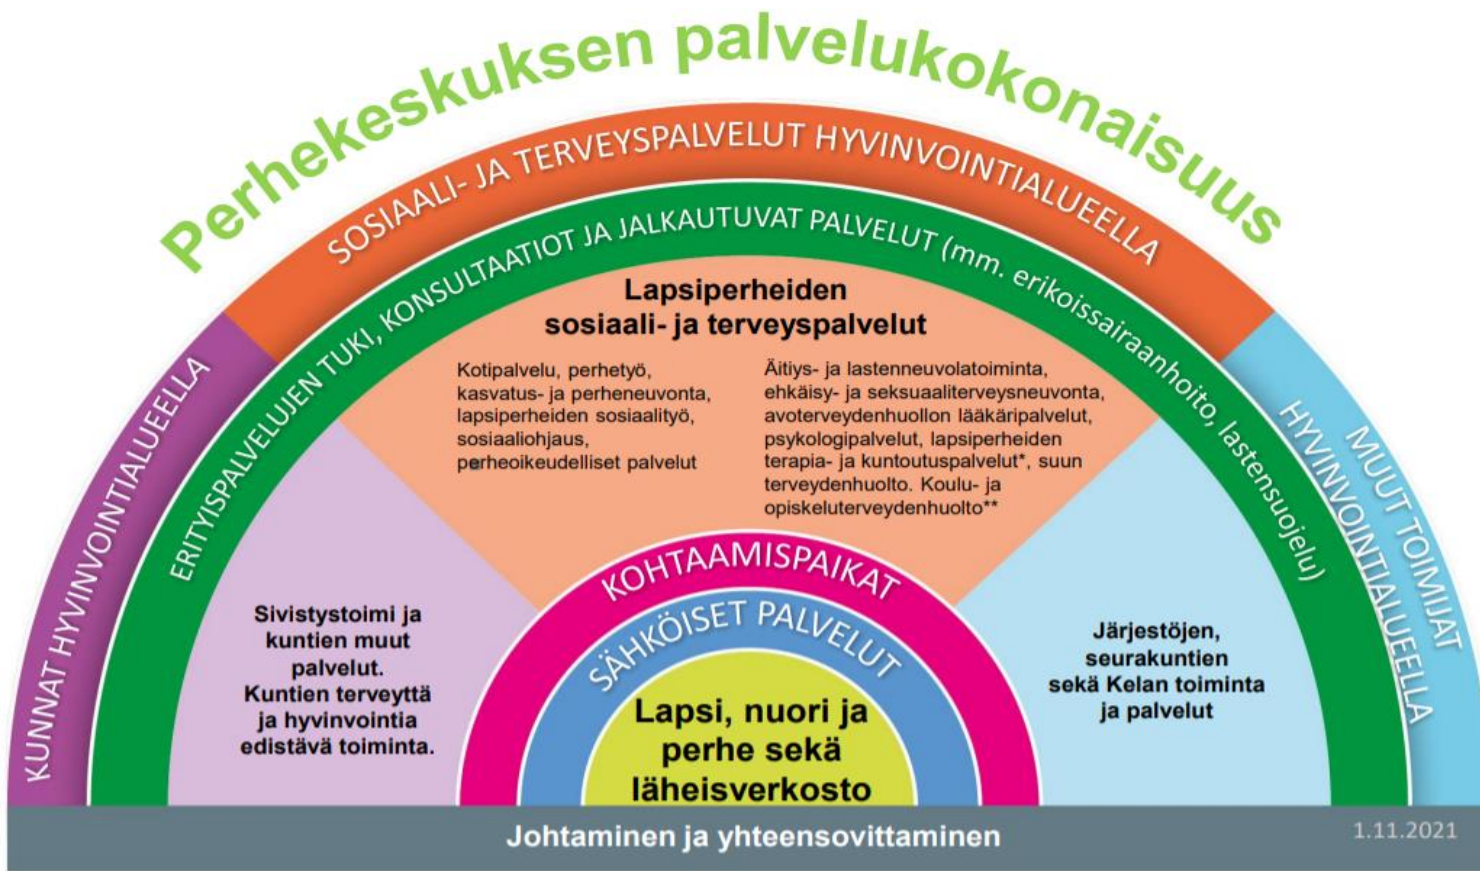 Perhekeskuksen palvelukokonaisuus
SOSIAALI- JA TERVEYSPALVELUT HYVINVOINTIALUEELLA
KUNNAT HYVINVOINTIALUEELLA
MUUT TOIMIJAT
HYVINVOINTIALUEELLA
ERITYISPALVELUJEN TUKI, KONSULTAATIOT JA JALKAUTUVAT PALVELUT (mm. erikoissairaanhoito, lastensuojelu)
Lapsiperheiden
sosiaali- ja terveyspalvelut
Kotipalvelu, perhetyö,
kasvatus- ja perheneuvonta,
lapsiperheiden sosiaalityö,
sosiaaliohjaus,
perheoikeudelliset palvelut
Äitiys- ja lastenneuvolatoiminta,
ehkäisy- ja seksuaaliterveysneuvonta,
avoterveydenhuollon lääkäripalvelut,
psykologipalvelut, lapsiperheiden
terapia- ja kuntoutuspalvelut*, suun
terveydenhuolto. Koulu- ja
opiskeluterveydenhuolto**
Sivistystoimi ja
kuntien muut
palvelut.
Kuntien terveyttä
ja hyvinvointia
edistävä toiminta.
Järjestöjen,
seurakuntien
sekä Kelan toiminta
ja palvelut
KOHTAAMISPAIKAT
SÄHKÖISET PALVELUT
Lapsi, nuori ja
perhe sekä
läheisverkosto
Johtaminen ja yhteensovittaminen
1.11.2021